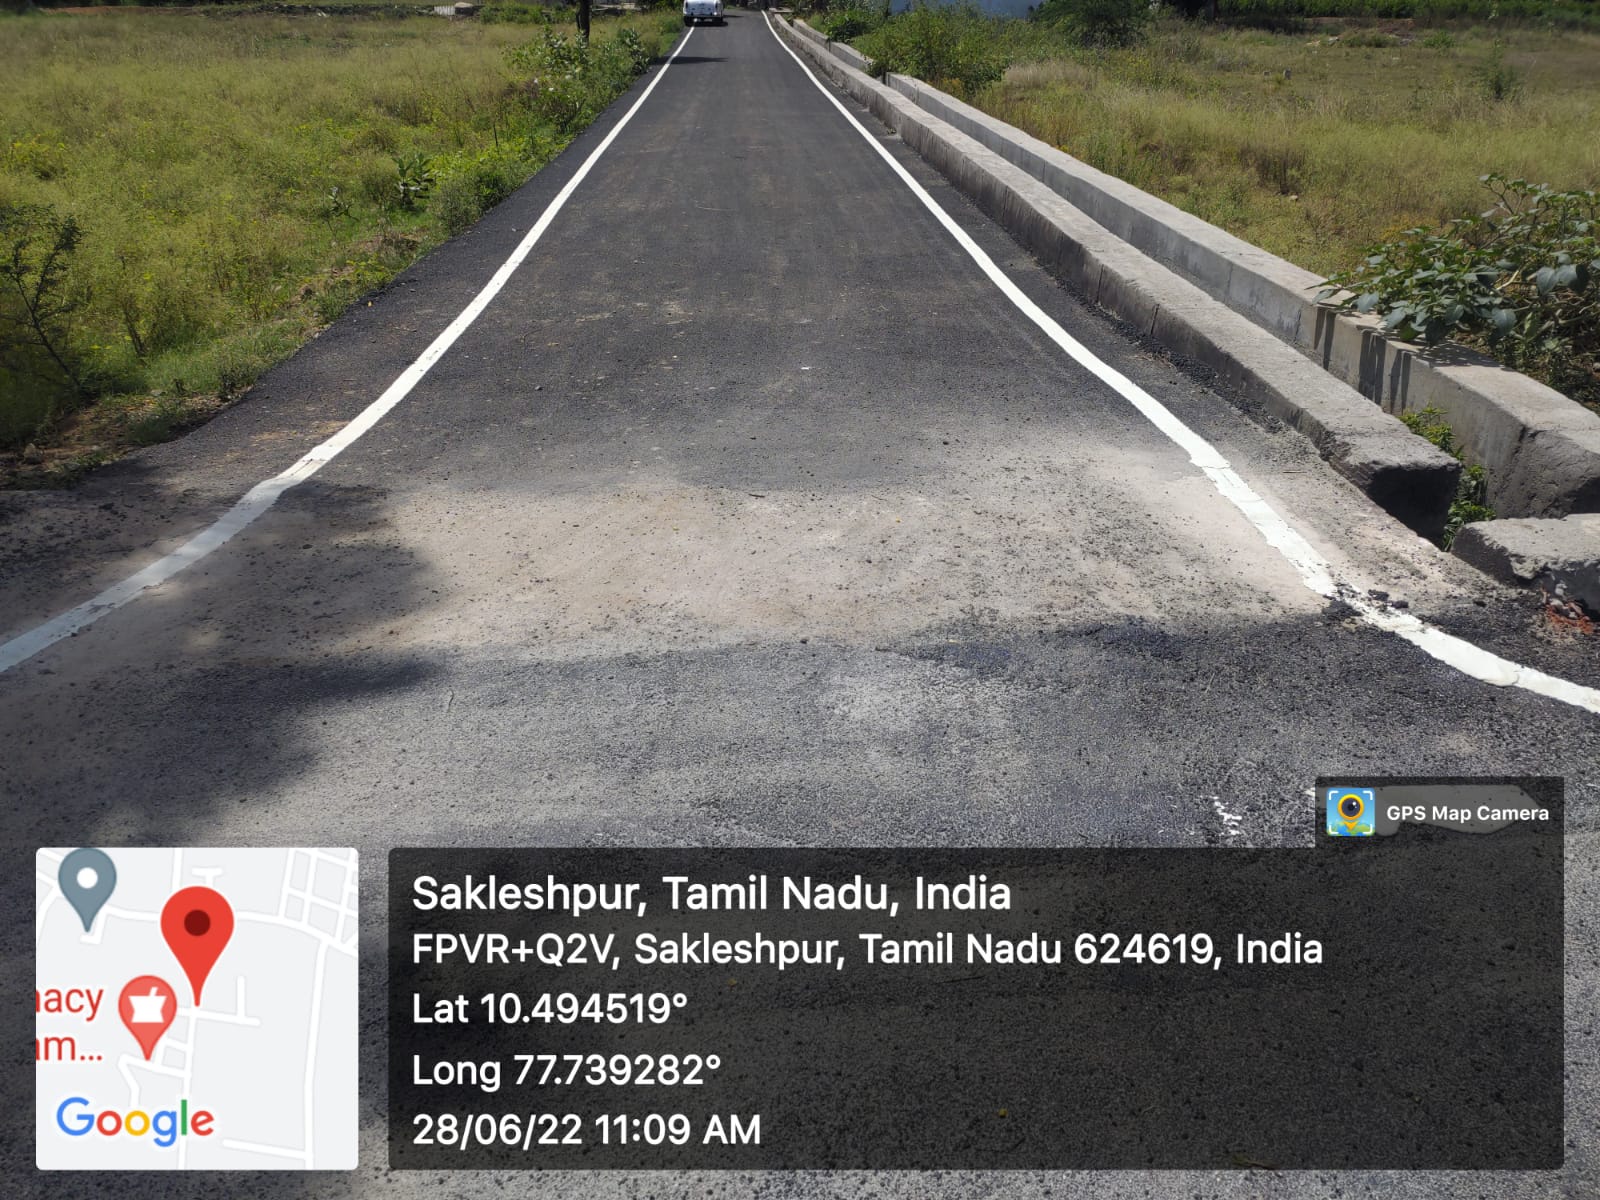 GPS Map Camera
Sakleshpur, Tamil Nadu, India
FPVR+Q2V, Sakleshpur, Tamil Nadu 624619, India
Lat 10.494519°
Long 77.739282°
28/06/22 11:09 AM
acy
m...
Google